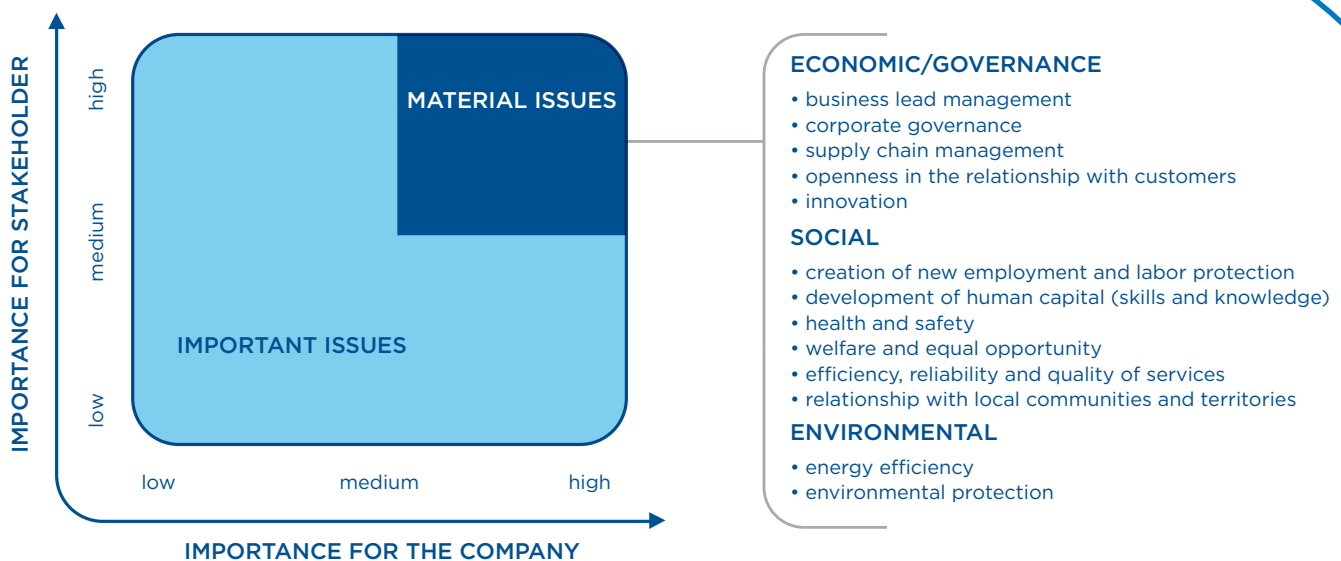 IMPORTANCE FOR STAKEHOLDER
high
medium
low
MATERIAL ISSUES
IMPORTANT ISSUES
low medium high
IMPORTANCE FOR THE COMPANY
ECONOMIC/GOVERNANCE
• business lead management
• corporate governance
• supply chain management
• openness in the relationship with customers
• innovation
SOCIAL
• creation of new employment and labor protection
• development of human capital (skills and knowledge)
• health and safety
• welfare and equal opportunity
• efficiency, reliability and quality of services
• relationship with local communities and territories
ENVIRONMENTAL
• energy efficiency
• environmental protection